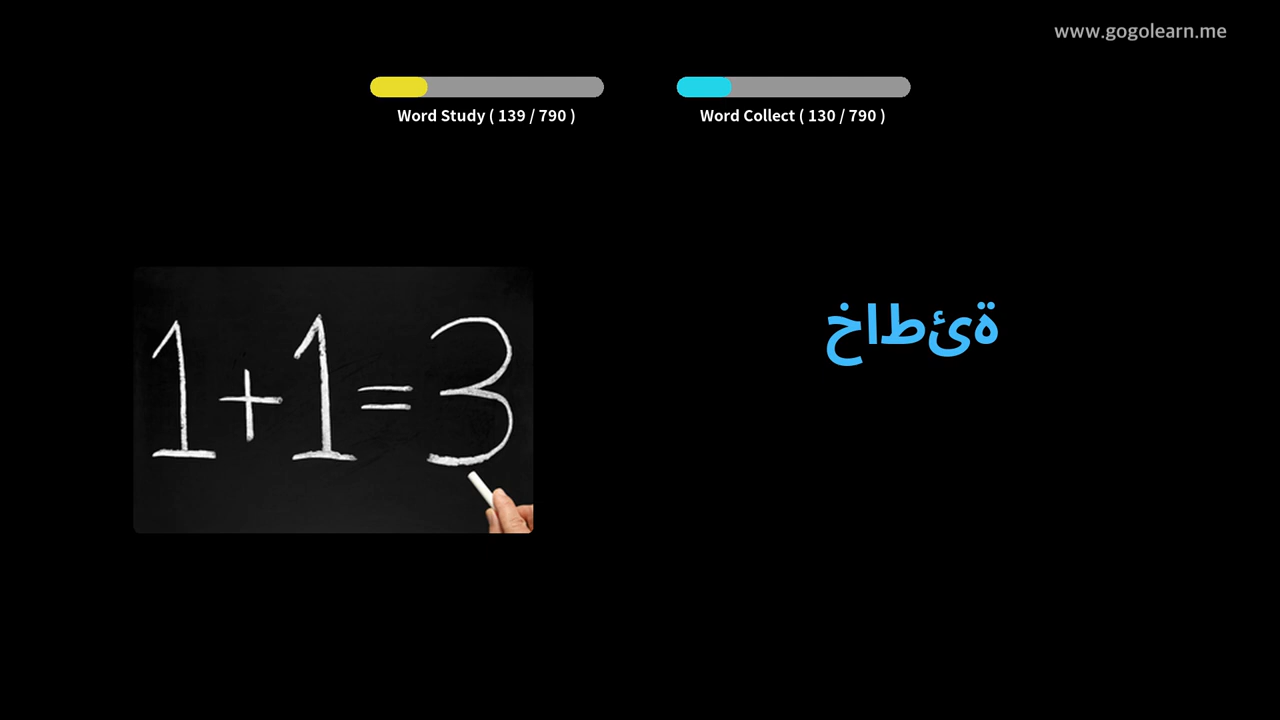 www.gogolearn.me
Word Study ( 139 / 790 )
Word Collect ( 130 / 790 )
1+1=3
خاطئة